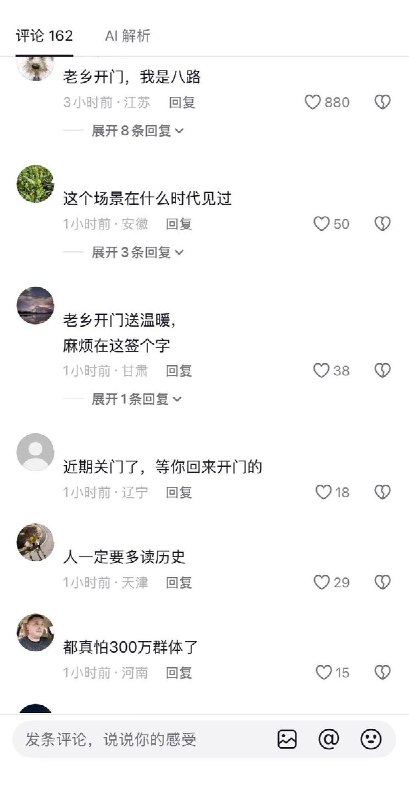 评论 162
AI 解析
老乡开门，我是八路
3小时前 · 江苏 回复 880
展开8条回复
这个场景在什么时代见过
1小时前 · 安徽 回复 50
展开3条回复
老乡开门送温暖，
麻烦在这签个字
1小时前 · 甘肃 回复 38
展开1条回复
近期关门了，等你回来开门的
1小时前 · 辽宁 回复 18
人一定要多读历史
1小时前 · 天津 回复 29
都真怕300万群体了
1小时前 · 河南 回复 15
发条评论，说说你的感受